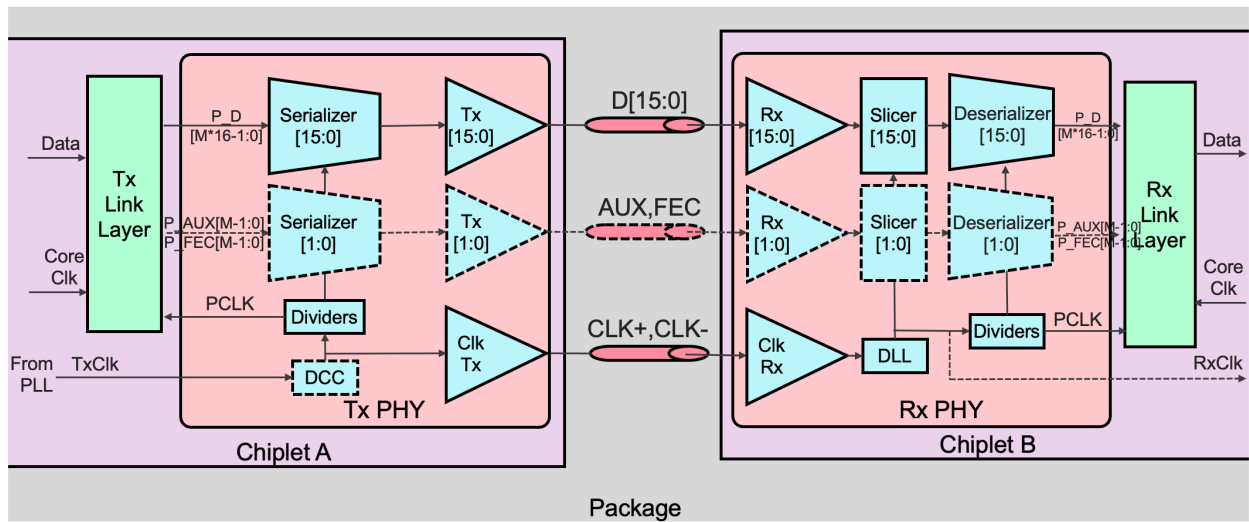 Data
Core
Clk
From
PLL
TxClk
Tx
Link
Layer
P_D
[M*16-1:0]
P_AUX[M-1:0]
P_FEC[M-1:0]
PCLK
Serializer
[15:0]
Serializer
[1:0]
Dividers
DCC
Tx
[15:0]
Tx
[1:0]
Clk
Tx
Tx PHY
Chiplet A
D[15:0]
AUX,FEC
CLK+,CLK-
Rx
[15:0]
Rx
[1:0]
Clk
Rx
Slicer
[15:0]
Slicer
[1:0]
DLL
Deserializer
[15:0]
Deserializer
[1:0]
Dividers
P_D
[M*16-1:0]
P_AUX[M-1:0]
P_FEC[M-1:0]
PCLK
Rx PHY
Chiplet B
Rx
Link
Layer
Data
Core
Clk
RxClk
Package